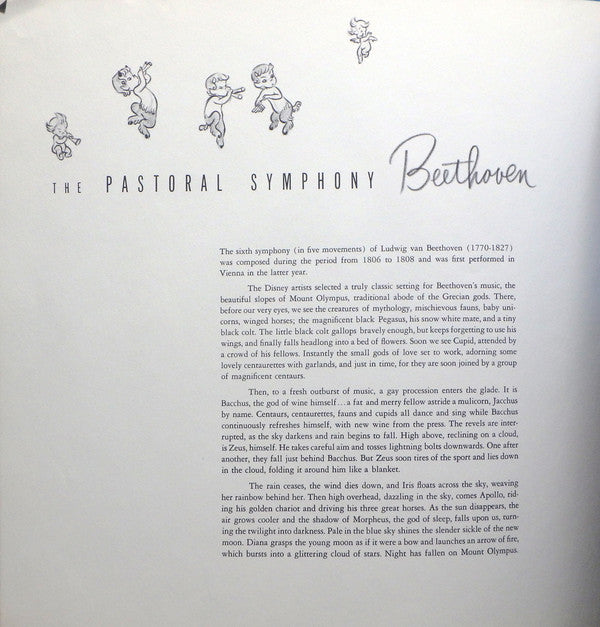 THE PASTORAL SYMPHONY Beethoven
The sixth symphony (in five movements) of Ludwig van Beethoven (1770-1827)
was composed during the period from 1806 to 1808 and was first performed in
Vienna in the latter year.
The Disney artists selected a truly classic setting for Beethoven's music, the
beautiful slopes of Mount Olympus, traditional abode of the Grecian gods. There,
before our very eyes, we see the creatures of mythology, mischievous fauns, baby uni-
corns, winged horses; the magnificent black Pegasus, his snow white mate, and a tiny
black colt. The little black colt gallops bravely enough, but keeps forgetting to use his
wings, and finally falls headlong into a bed of flowers. Soon we see Cupid, attended by
a crowd of his fellows. Instantly the small gods of love set to work, adorning some
lovely centaurettes with garlands, and just in time, for they are soon joined by a group
of magnificent centaurs.
Then, to a fresh outburst of music, a gay procession enters the glade. It is
Bacchus, the god of wine himself...a fat and merry fellow astride a mulicorn, Jacchus
by name. Centaurs, centaurettes, fauns and cupids all dance and sing while Bacchus
continuously refreshes himself, with new wine from the press. The revels are inter-
rupted, as the sky darkens and rain begins to fall. High above, reclining on a cloud,
is Zeus, himself. He takes careful aim and tosses lightning bolts downwards. One after
another, they fall just behind Bacchus. But Zeus soon tires of the sport and lies down
in the cloud, folding it around him like a blanket.
The rain ceases, the wind dies down, and Iris floats across the sky, weaving
her rainbow behind her. Then high overhead, dazzling in the sky, comes Apollo, rid-
ing his golden chariot and driving his three great horses. As the sun disappears, the
air grows cooler and the shadow of Morpheus, the god of sleep, falls upon us, turn-
ing the twilight into darkness. Pale in the blue sky shines the slender sickle of the new
moon. Diana grasps the young moon as if it were a bow and launches an arrow of fire,
which bursts into a glittering cloud of stars. Night has fallen on Mount Olympus.